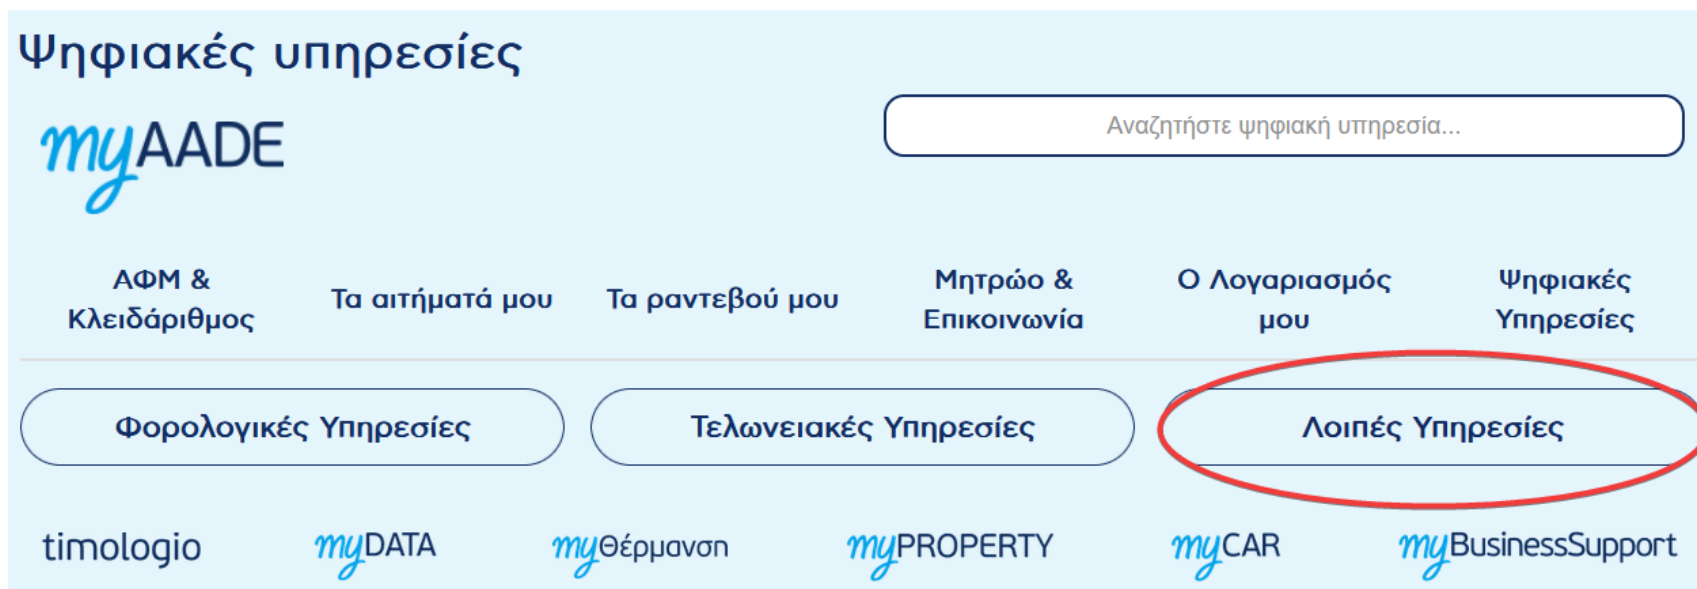 Ψηφιακές υπηρεσίες
myAADE
Αναζητήστε ψηφιακή υπηρεσία...
ΑΦΜ &
Κλειδάριθμος
Τα αιτήματά μου
Τα ραντεβού μου
Μητρώο &
Επικοινωνία
Ο Λογαριασμός
μου
Ψηφιακές
Υπηρεσίες
Φορολογικές Υπηρεσίες
Τελωνειακές Υπηρεσίες
Λοιπές Υπηρεσίες
timologio
myDATA
myΘέρμανση
myPROPERTY
myCAR
myBusinessSupport